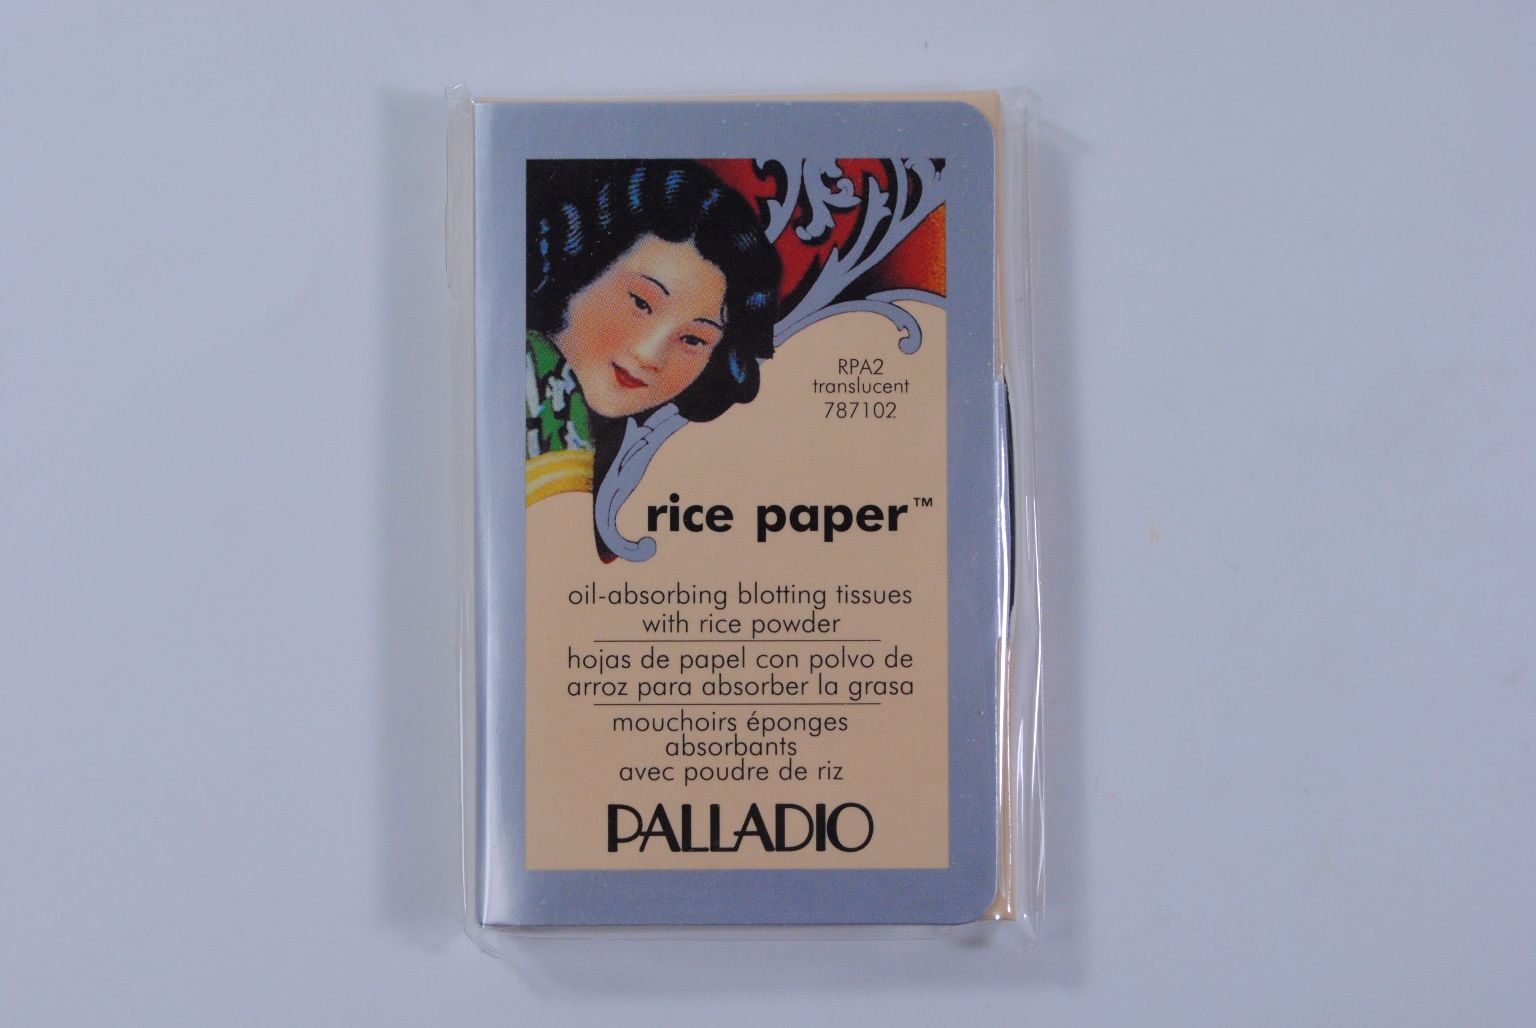 RPA2
translucent
787102
rice paper™
oil-absorbing blotting tissues
with rice powder
hojas de papel con polvo de
arroz para absorber la grasa
mouchoirs éponges
absorbants
avec poudre de riz
PALLADIO